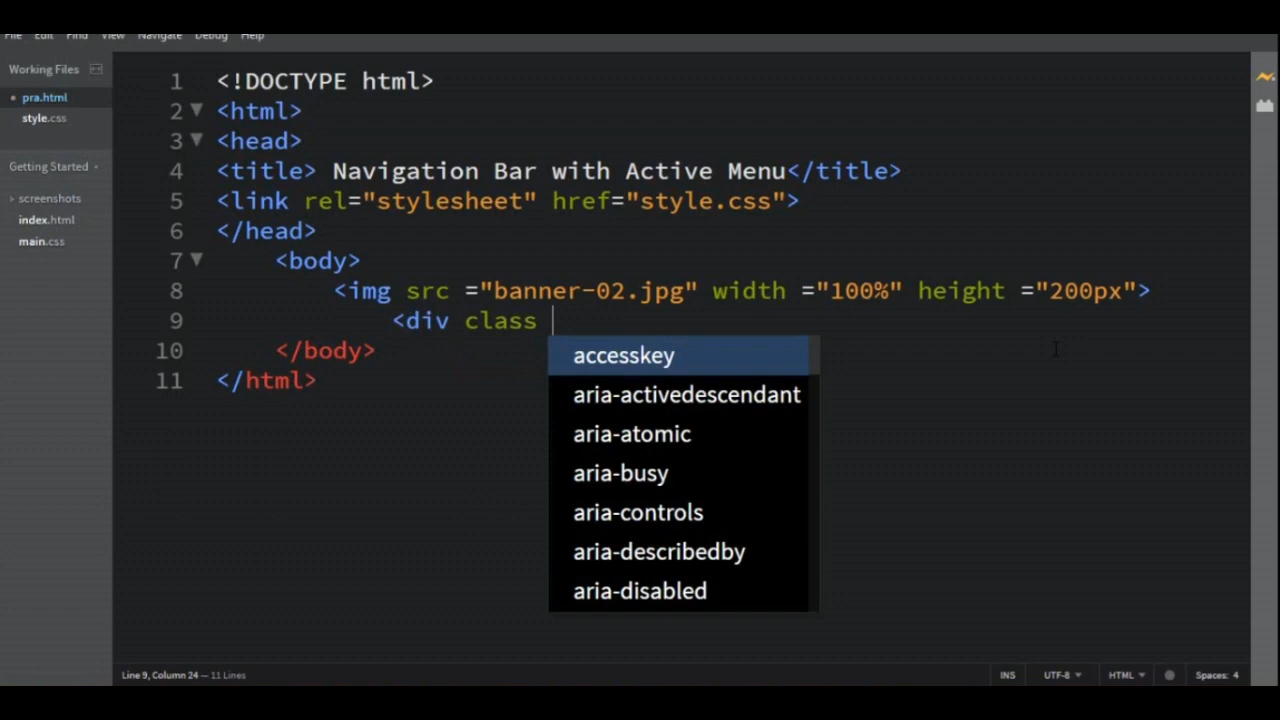 File Edit Find View Navigate Debug Help
Working Files
pra.html
style.css
Getting Started
screenshots
index.html
main.css
1 <!DOCTYPE html>
2 <html>
3 <head>
4 <title> Navigation Bar with Active Menu</title>
5 <link rel="stylesheet" href="style.css">
6 </head>
7 <body>
8 <img src ="banner-02.jpg" width ="100%" height ="200px">
9 <div class
10 </body>
11 </html>
accesskey
aria-activedescendant
aria-atomic
aria-busy
aria-controls
aria-describedby
aria-disabled
Line 9, Column 24 — 11 Lines
INS UTF-8 HTML Spaces: 4